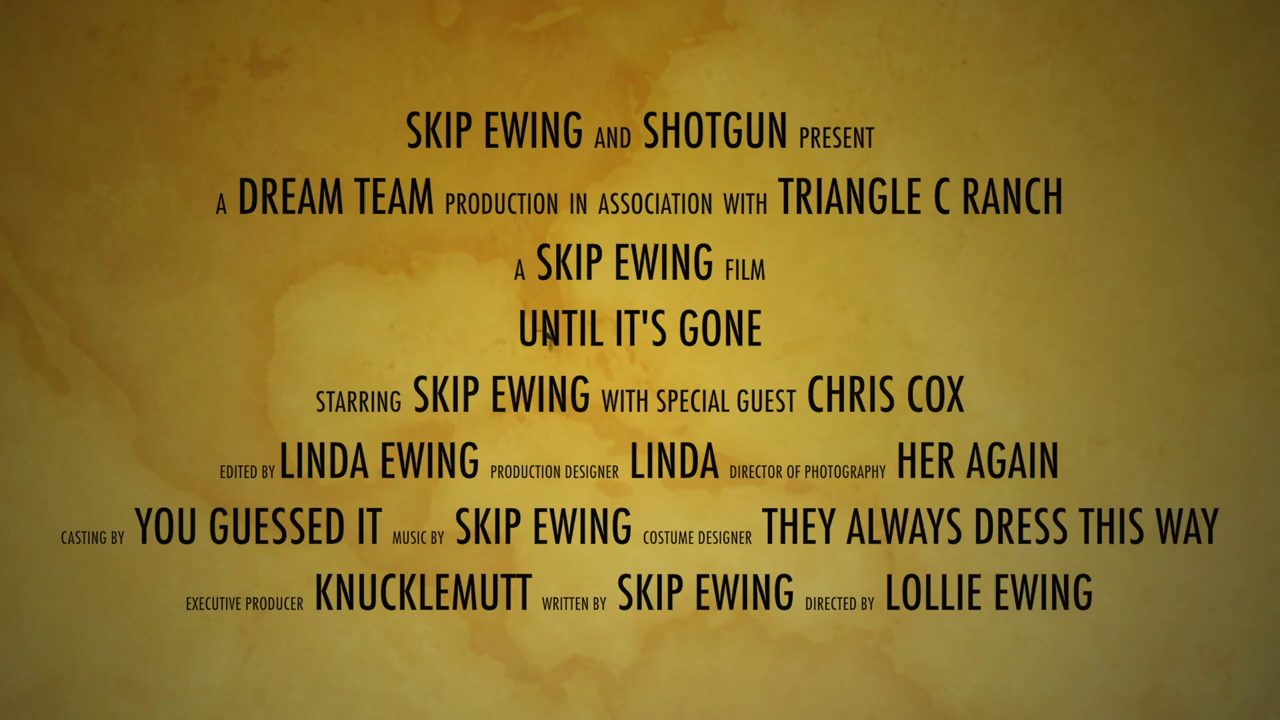 SKIP EWING AND SHOTGUN PRESENT
A DREAM TEAM PRODUCTION IN ASSOCIATION WITH TRIANGLE C RANCH
A SKIP EWING FILM
UNTIL IT'S GONE
STARRING SKIP EWING WITH SPECIAL GUEST CHRIS COX
EDITED BY LINDA EWING PRODUCTION DESIGNER LINDA DIRECTOR OF PHOTOGRAPHY HER AGAIN
CASTING BY YOU GUESSED IT MUSIC BY SKIP EWING COSTUME DESIGNER THEY ALWAYS DRESS THIS WAY
EXECUTIVE PRODUCER KNUCKLEMUTT WRITTEN BY SKIP EWING DIRECTED BY LOLLIE EWING